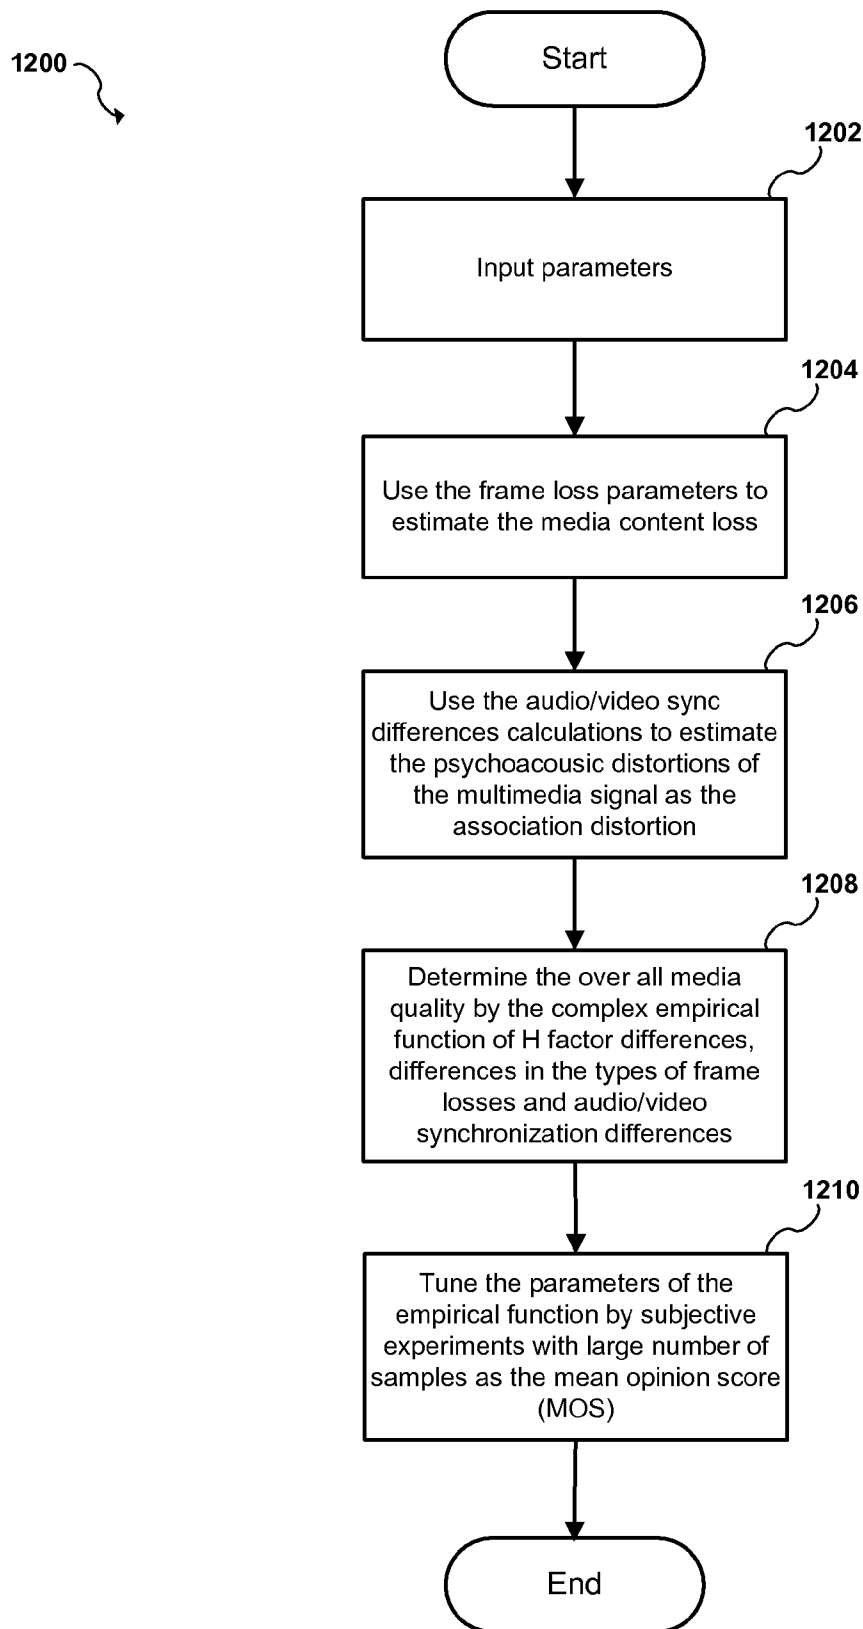 1200
Start
1202
Input parameters
1204
Use the frame loss parameters to
estimate the media content loss
1206
Use the audio/video sync
differences calculations to estimate
the psychoacousic distortions of
the multimedia signal as the
association distortion
1208
Determine the over all media
quality by the complex empirical
function of H factor differences,
differences in the types of frame
losses and audio/video
synchronization differences
1210
Tune the parameters of the
empirical function by subjective
experiments with large number of
samples as the mean opinion score
(MOS)
End